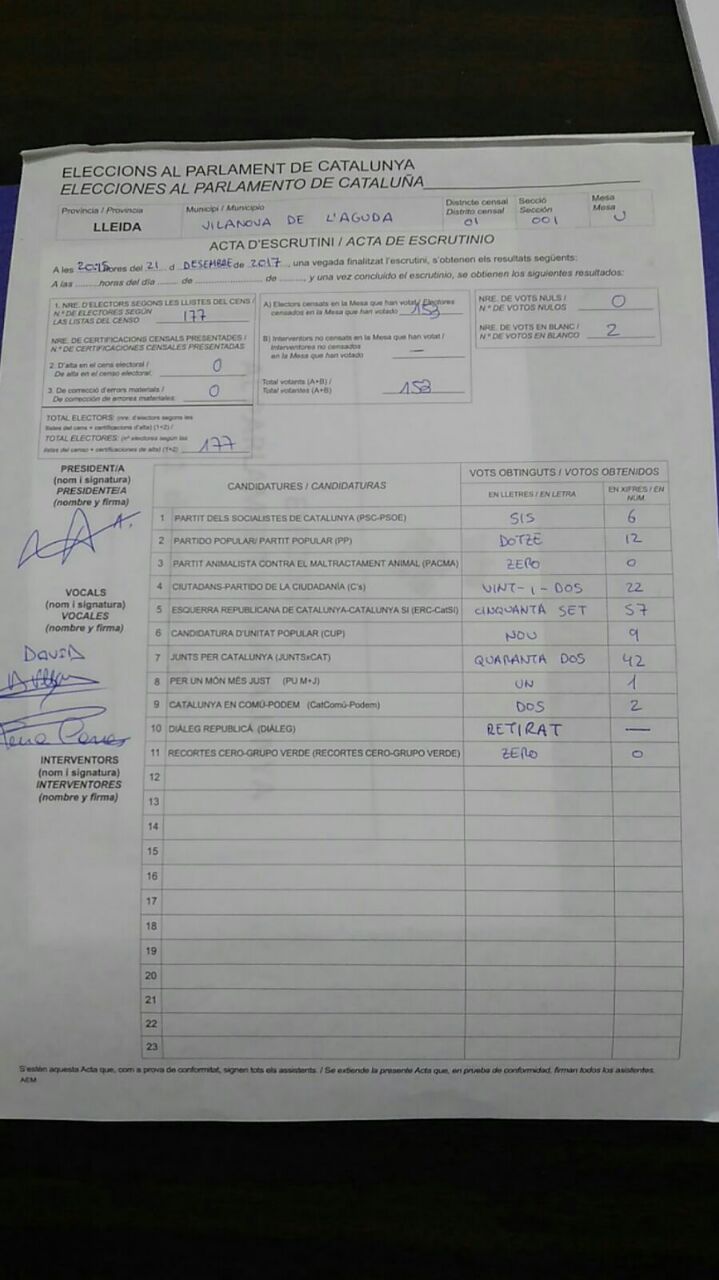 ELECCIONS AL PARLAMENT DE CATALUNYA
ELECCIONES AL PARLAMENTO DE CATALUÑA
Provincia / Provincia
LLEIDA
Municipi / Municipio
VILANOVA DE L'AGUDA
Districte censal
Distrito censal
01
Secció
Sección
001
Mesa
Mesa
U
ACTA D'ESCRUTINI / ACTA DE ESCRUTINIO
A les 20:15 hores del 21 d DESEMBRE de 2017, una vegada finalitzat l'escrutini, s'obtenen els resultats següents:
A las ........horas del día ...... de .................. de ........, y una vez concluido el escrutinio, se obtienen los siguientes resultados:
1. NRE. D'ELECTORS SEGONS LES LLISTES DEL CENS /
N.º DE ELECTORES SEGÚN
LAS LISTAS DEL CENSO 177
NRE. DE CERTIFICACIONS CENSALS PRESENTADES /
N.º DE CERTIFICACIONES CENSALES PRESENTADAS
2. D'alta en el cens electoral /
De alta en el censo electoral: 0
3. De correcció d'errors materials /
De corrección de errores materiales: 0
TOTAL ELECTORS: (nre. d'electors segons les
llistes del cens + certificacions d'alta) (1+2) /
TOTAL ELECTORES: (nº electores según las
listas del censo + certificaciones de alta) (1+2) 177
A) Electors censats en la Mesa que han votat / Electores
censados en la Mesa que han votado 153
B) Interventors no censats en la Mesa que han votat /
Interventores no censados
en la Mesa que han votado —
Total votants (A+B) /
Total votantes (A+B) 153
NRE. DE VOTS NULS /
N.º DE VOTOS NULOS 0
NRE. DE VOTS EN BLANC /
N.º DE VOTOS EN BLANCO 2
PRESIDENT/A
(nom i signatura)
PRESIDENTE/A
(nombre y firma)
VOCALS
(nom i signatura)
VOCALES
(nombre y firma)
DAVID
INTERVENTORS
(nom i signatura)
INTERVENTORES
(nombre y firma)
CANDIDATURES / CANDIDATURAS
VOTS OBTINGUTS / VOTOS OBTENIDOS
EN LLETRES / EN LETRA
EN XIFRES / EN NÚM.
1 PARTIT DELS SOCIALISTES DE CATALUNYA (PSC-PSOE) SIS 6
2 PARTIDO POPULAR/ PARTIT POPULAR (PP) DOTZE 12
3 PARTIT ANIMALISTA CONTRA EL MALTRACTAMENT ANIMAL (PACMA) ZERO 0
4 CIUTADANS-PARTIDO DE LA CIUDADANÍA (C's) VINT-I-DOS 22
5 ESQUERRA REPUBLICANA DE CATALUNYA-CATALUNYA SÍ (ERC-CatSí) CINQUANTA SET 57
6 CANDIDATURA D'UNITAT POPULAR (CUP) NOU 9
7 JUNTS PER CATALUNYA (JUNTSxCAT) QUARANTA DOS 42
8 PER UN MÓN MÉS JUST (PU M+J) UN 1
9 CATALUNYA EN COMÚ-PODEM (CatComú-Podem) DOS 2
10 DIÀLEG REPUBLICÀ (DIÀLEG) RETIRAT —
11 RECORTES CERO-GRUPO VERDE (RECORTES CERO-GRUPO VERDE) ZERO 0
12
13
14
15
16
17
18
19
20
21
22
23
S'estén aquesta Acta que, com a prova de conformitat, signen tots els assistents. / Se extiende la presente Acta que, en prueba de conformidad, firman todos los asistentes.
AEM